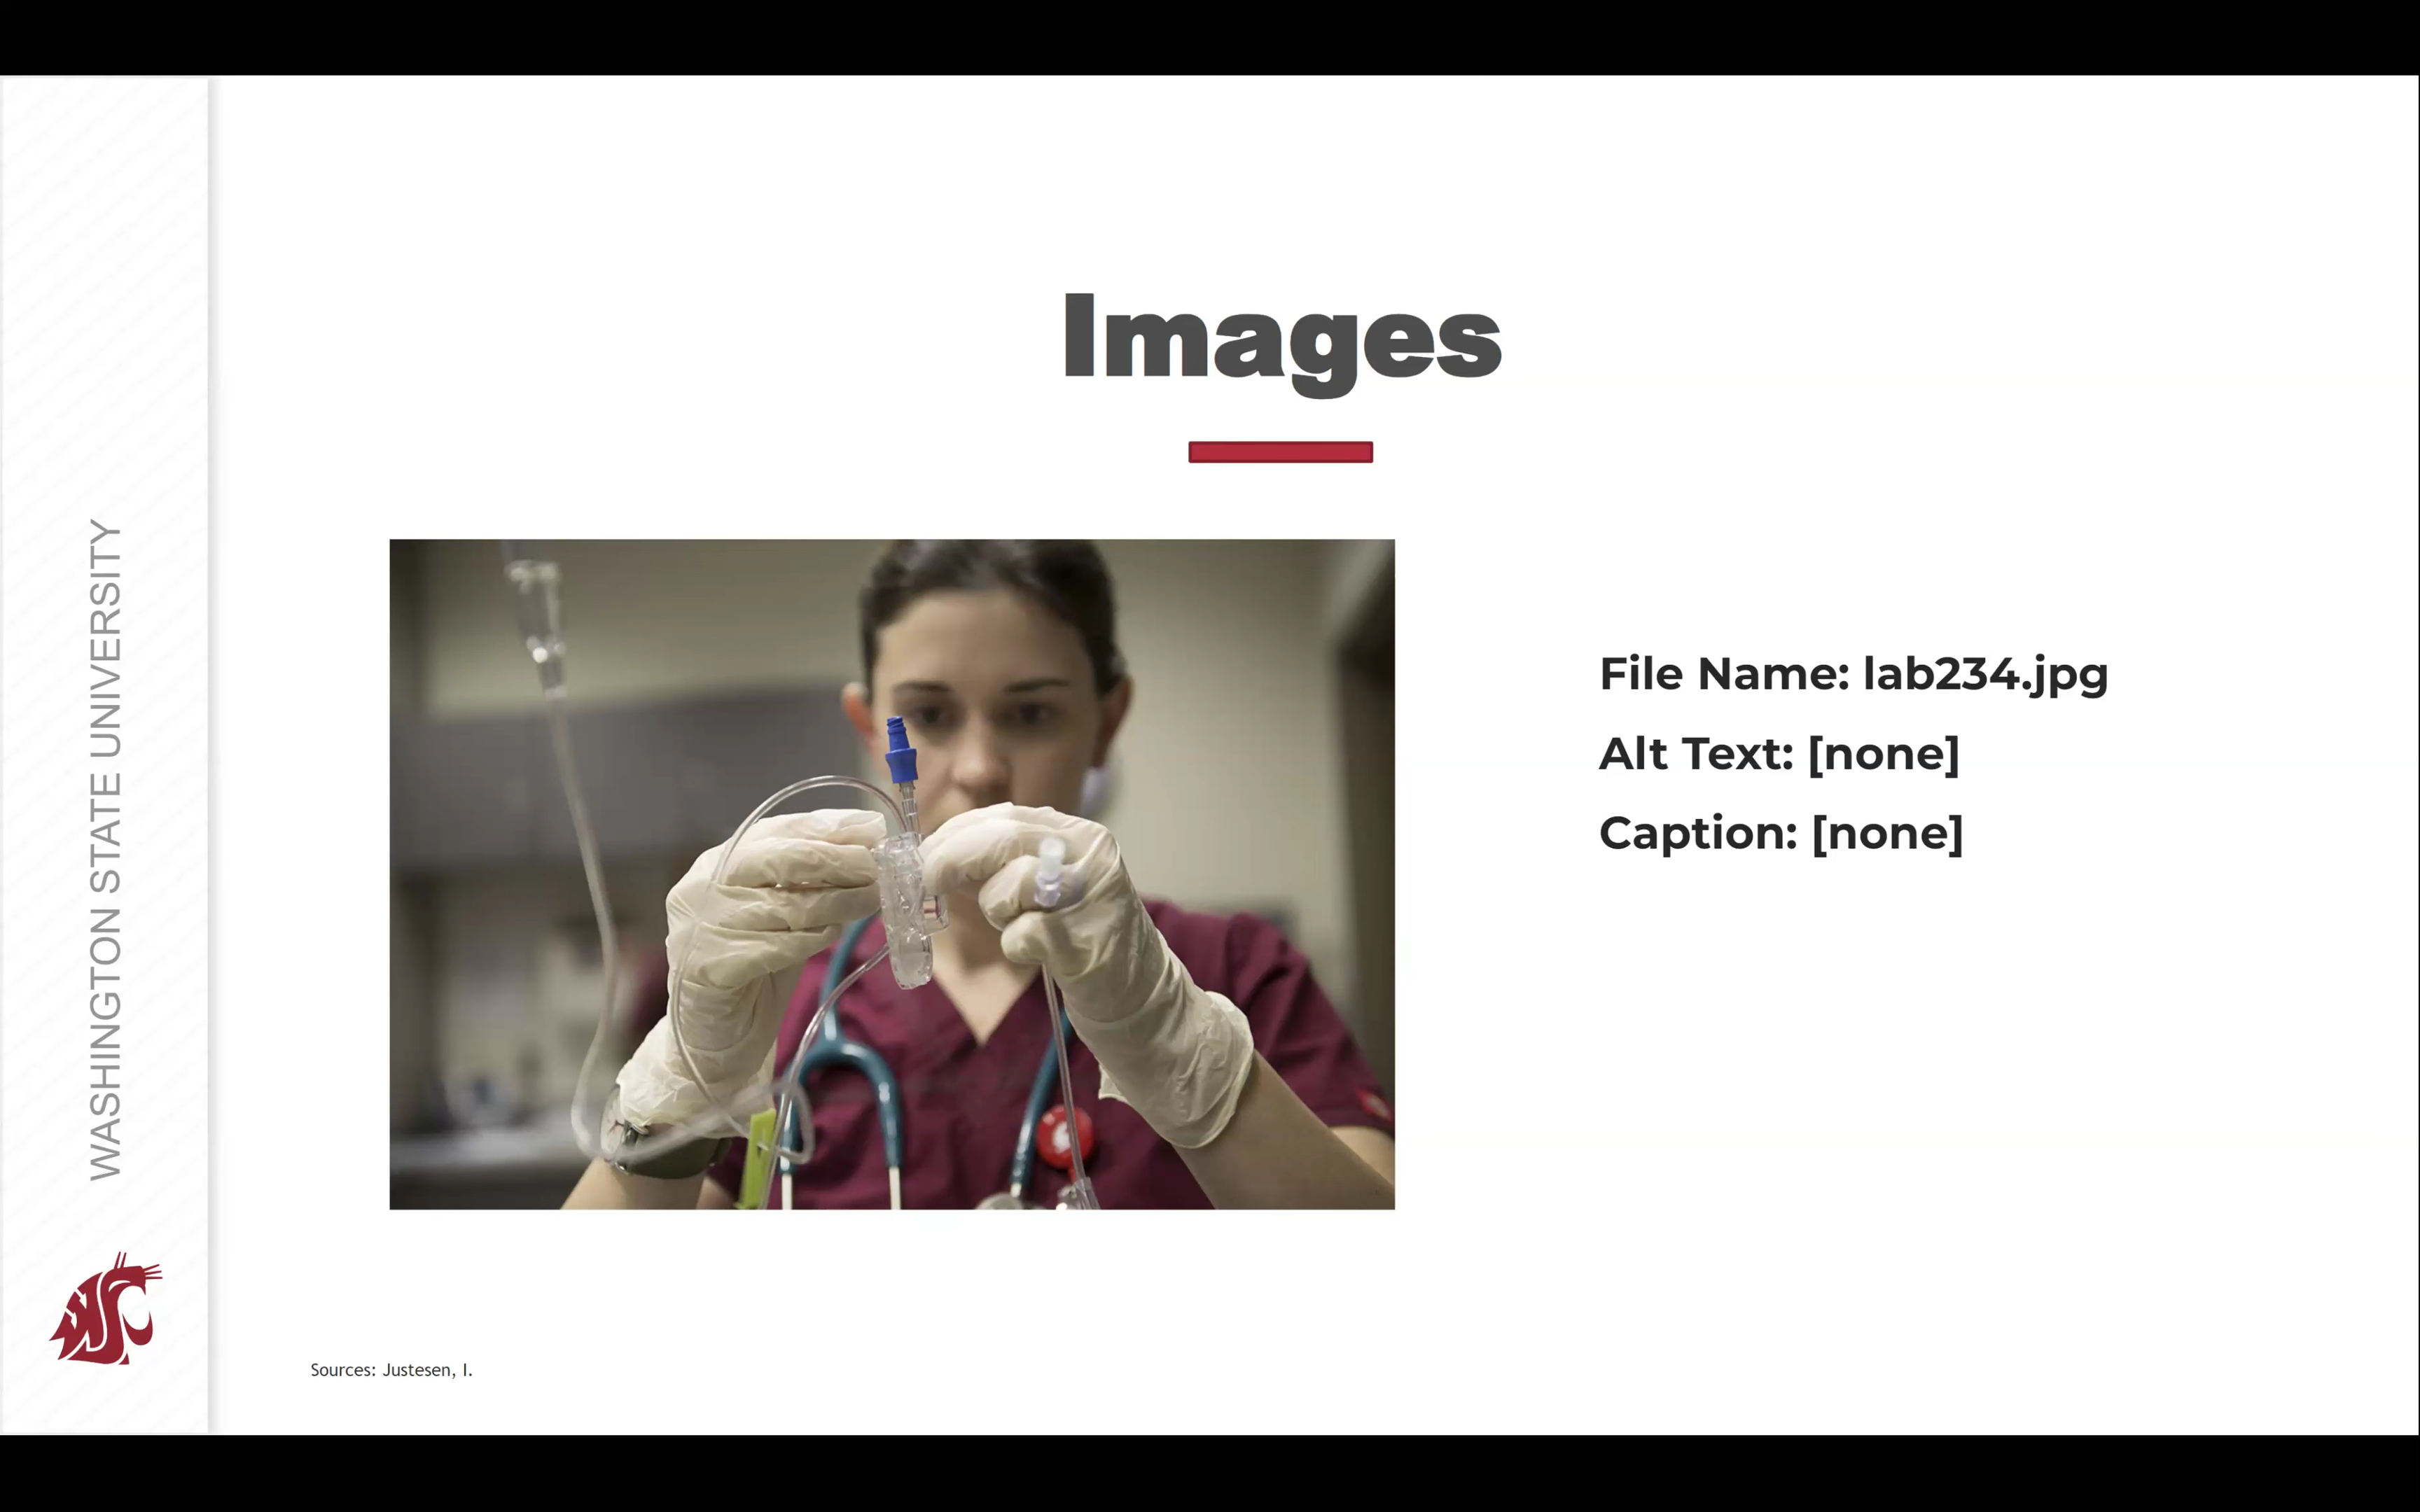 WASHINGTON STATE UNIVERSITY
Images
File Name: lab234.jpg
Alt Text: [none]
Caption: [none]
Sources: Justesen, I.